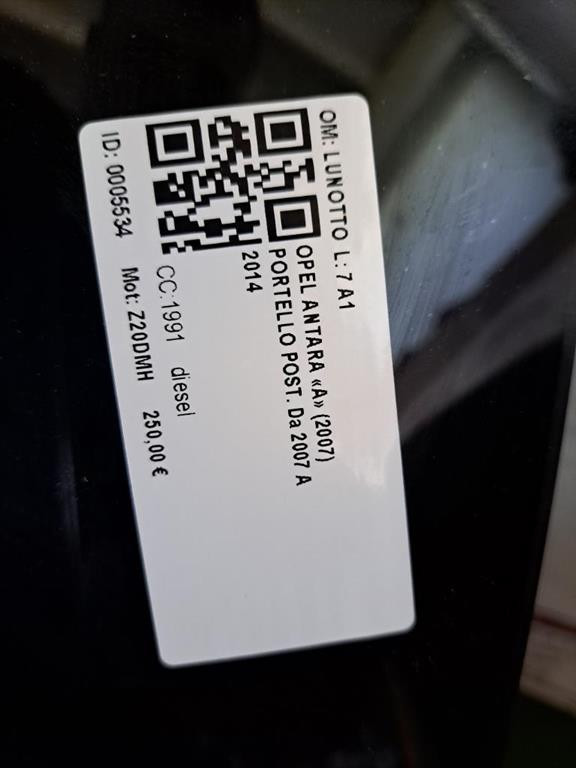 OM: LUNOTTO L: 7 A1
OPEL ANTARA «A» (2007)
PORTELLO POST. Da 2007 A
2014
CC:1991 diesel
Mot: Z20DMH 250,00 €
ID: 0005534